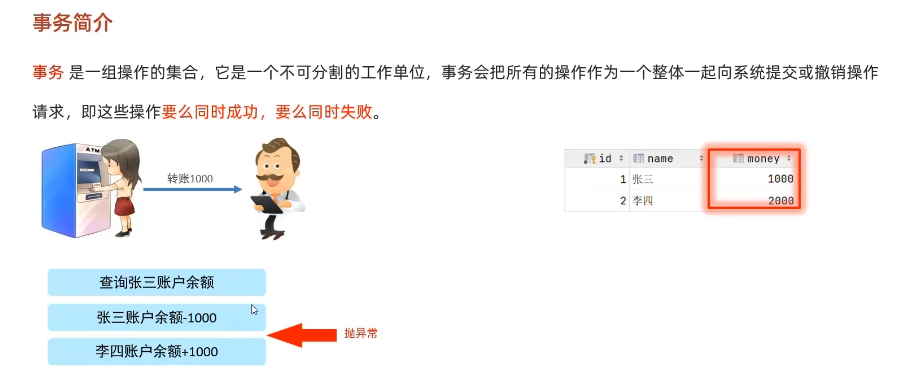 事务简介
事务 是一组操作的集合，它是一个不可分割的工作单位，事务会把所有的操作作为一个整体一起向系统提交或撤销操作
请求，即这些操作要么同时成功，要么同时失败。
ATM
转账1000
id name money
1 张三 1000
2 李四 2000
查询张三账户余额
张三账户余额-1000
抛异常
李四账户余额+1000